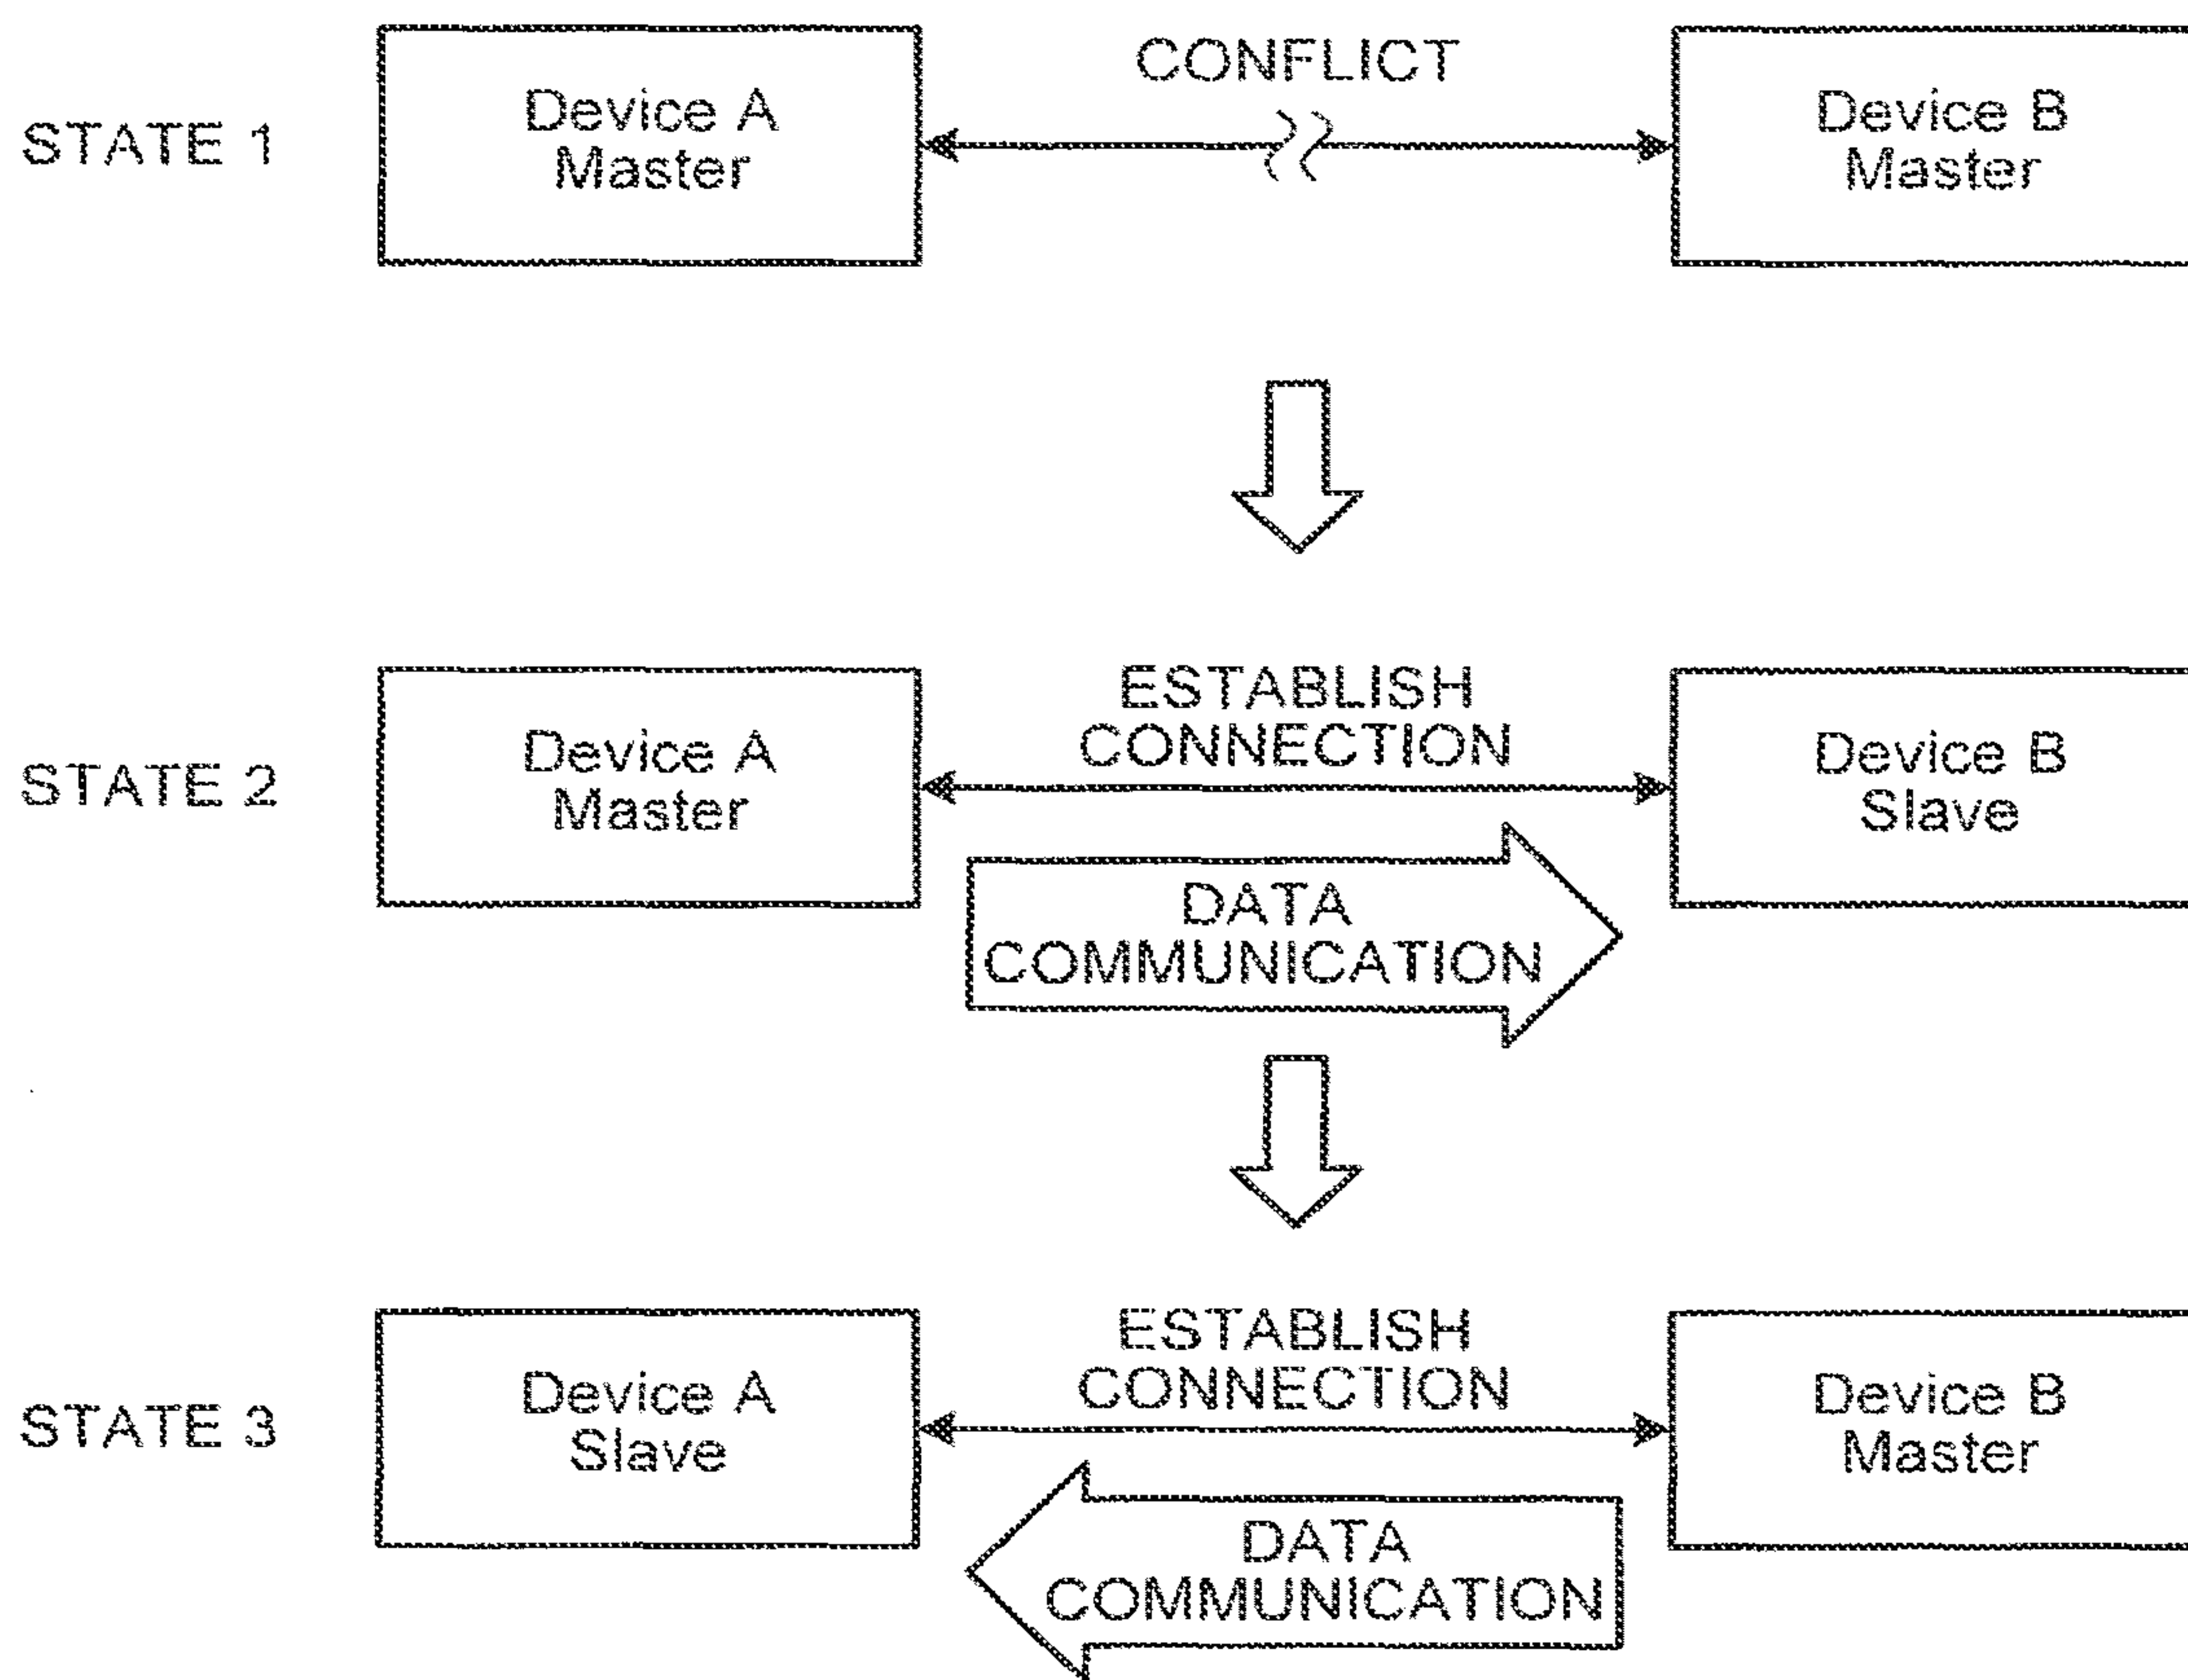 STATE 1
Device A
Master
CONFLICT
Device B
Master
STATE 2
Device A
Master
ESTABLISH
CONNECTION
Device B
Slave
DATA
COMMUNICATION
STATE 3
Device A
Slave
ESTABLISH
CONNECTION
Device B
Master
DATA
COMMUNICATION